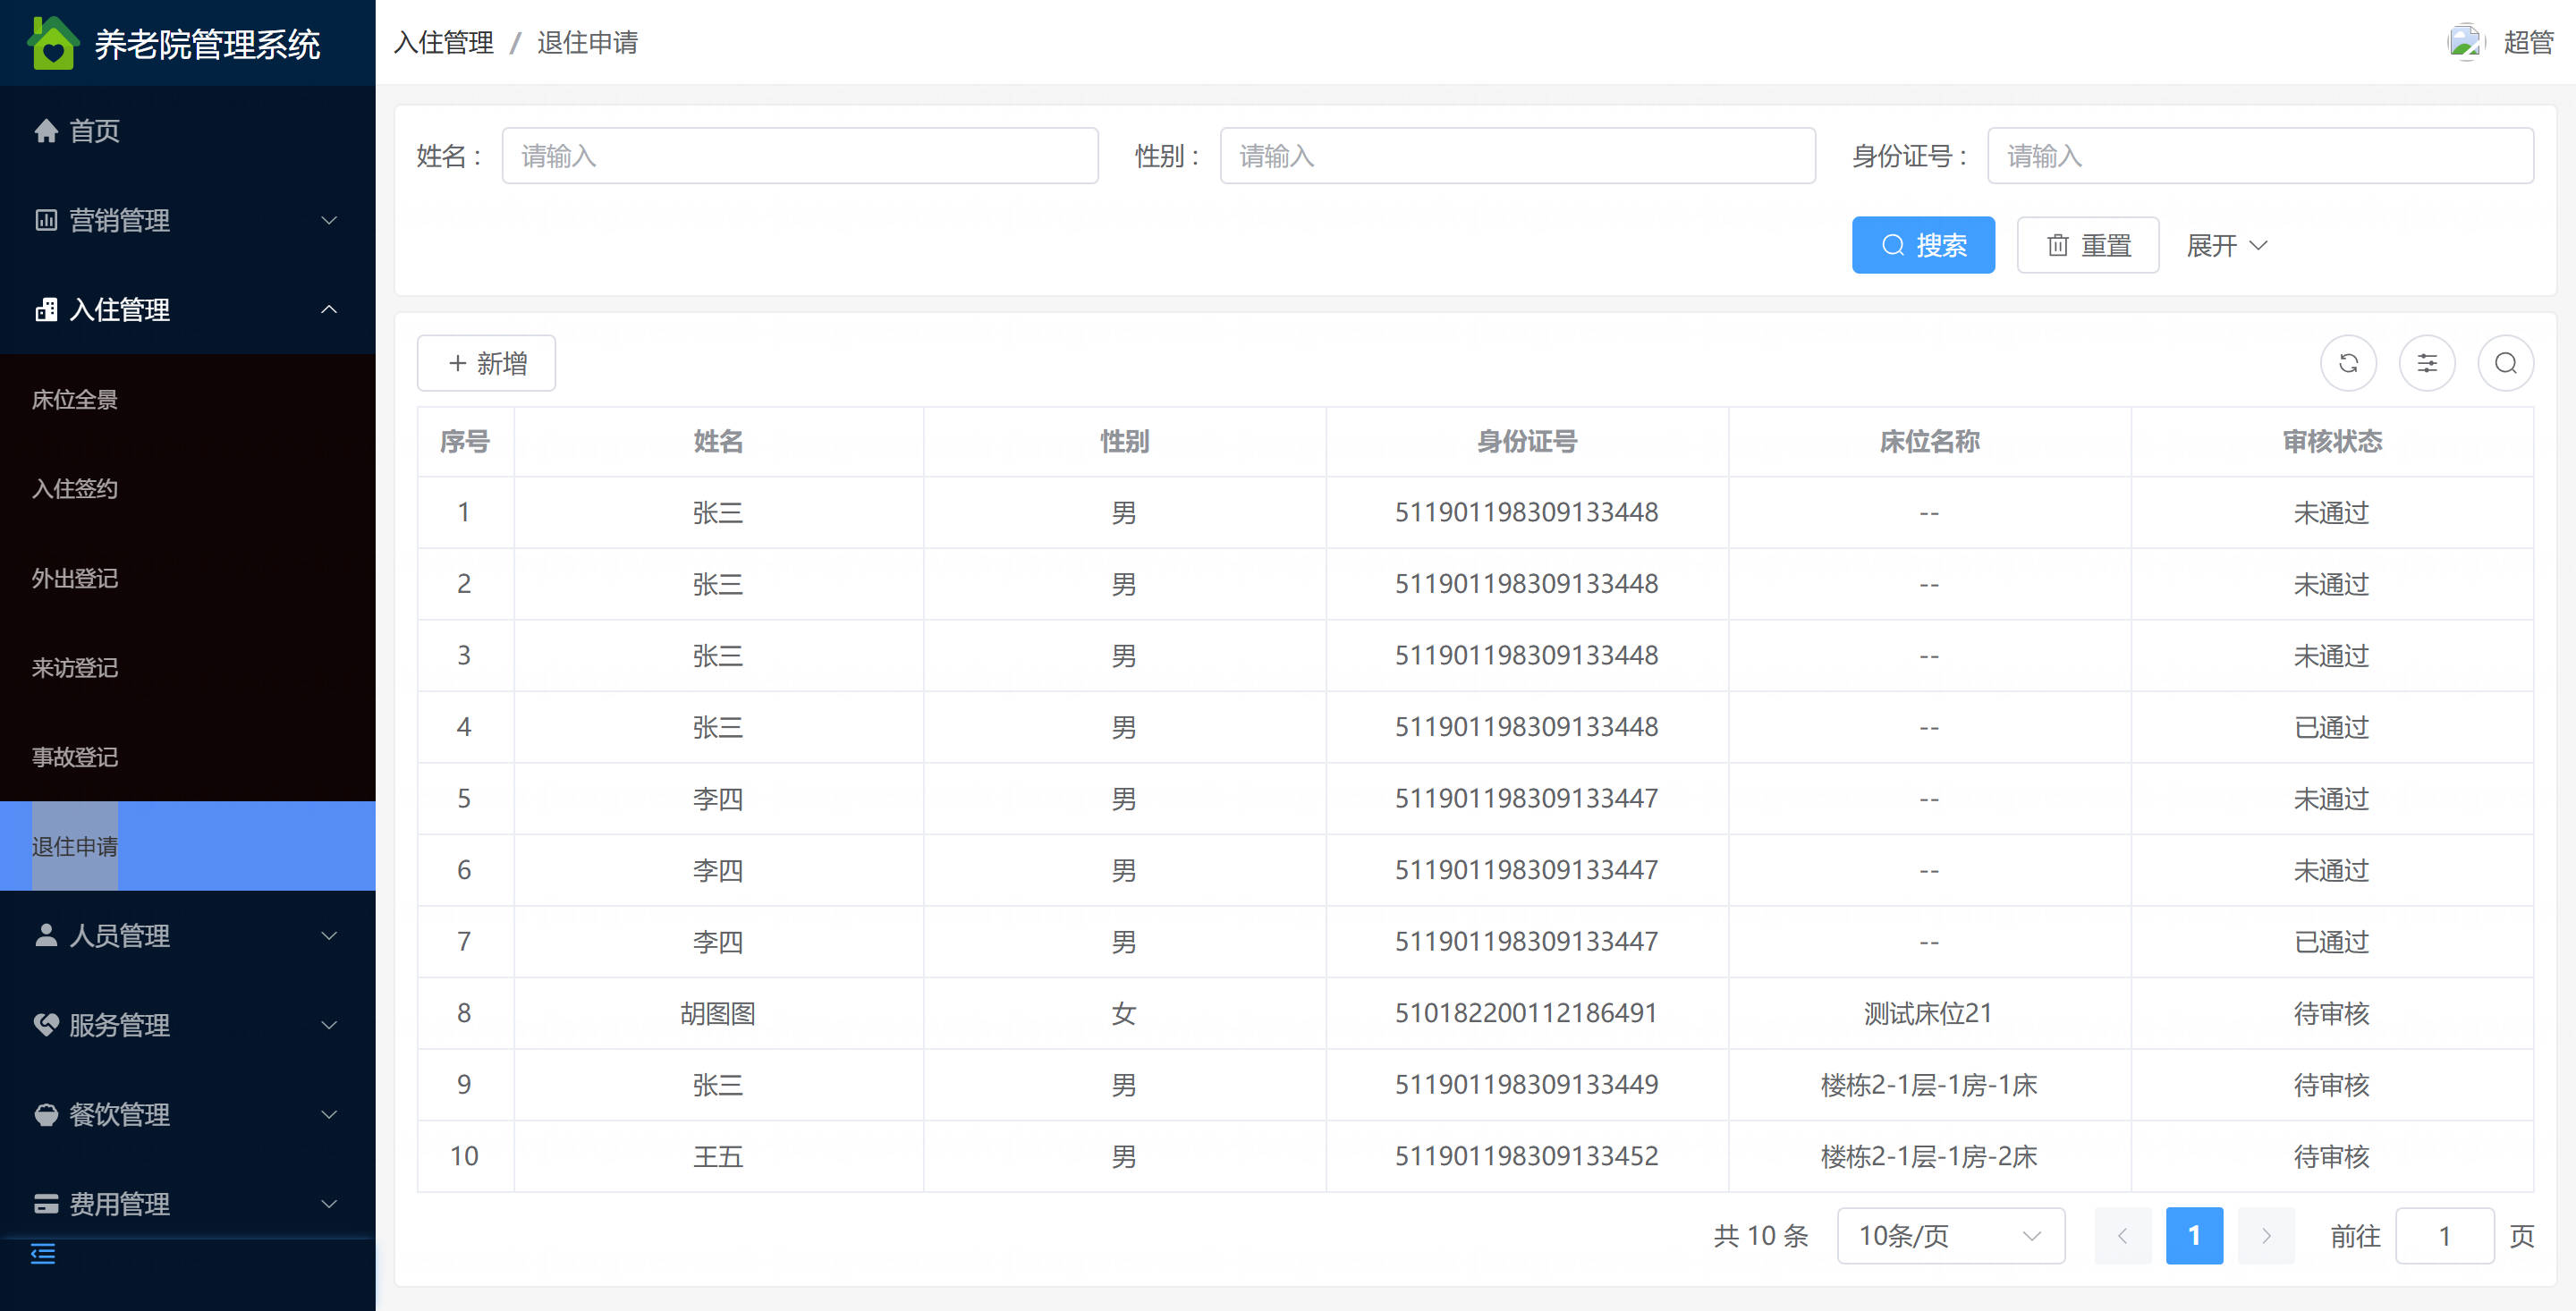 养老院管理系统
入住管理 / 退住申请
超管
首页
营销管理
入住管理
床位全景
入住签约
外出登记
来访登记
事故登记
退住申请
人员管理
服务管理
餐饮管理
费用管理
姓名： 请输入 性别： 请输入 身份证号： 请输入
搜索 重置 展开
+ 新增
序号 姓名 性别 身份证号 床位名称 审核状态
1 张三 男 511901198309133448 -- 未通过
2 张三 男 511901198309133448 -- 未通过
3 张三 男 511901198309133448 -- 未通过
4 张三 男 511901198309133448 -- 已通过
5 李四 男 511901198309133447 -- 未通过
6 李四 男 511901198309133447 -- 未通过
7 李四 男 511901198309133447 -- 已通过
8 胡图图 女 510182200112186491 测试床位21 待审核
9 张三 男 511901198309133449 楼栋2-1层-1房-1床 待审核
10 王五 男 511901198309133452 楼栋2-1层-1房-2床 待审核
共 10 条 10条/页 1 前往 1 页